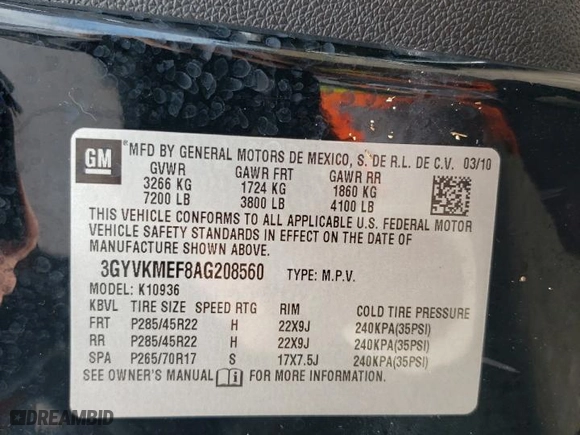 GM MFD BY GENERAL MOTORS DE MEXICO, S. DE R.L. DE C.V. 03/10
GVWR GAWR FRT GAWR RR
3266 KG 1724 KG 1860 KG
7200 LB 3800 LB 4100 LB
THIS VEHICLE CONFORMS TO ALL APPLICABLE U.S. FEDERAL MOTOR
VEHICLE SAFETY STANDARDS IN EFFECT ON THE DATE OF
MANUFACTURE SHOWN ABOVE.
3GYVKMEF8AG208560 TYPE: M.P.V.
MODEL: K10936
KBVL TIRE SIZE SPEED RTG RIM COLD TIRE PRESSURE
FRT P285/45R22 H 22X9J 240KPA(35PSI)
RR P285/45R22 H 22X9J 240KPA(35PSI)
SPA P265/70R17 S 17X7.5J 240KPA(35PSI)
SEE OWNER'S MANUAL FOR MORE INFORMATION.
DREAMBID